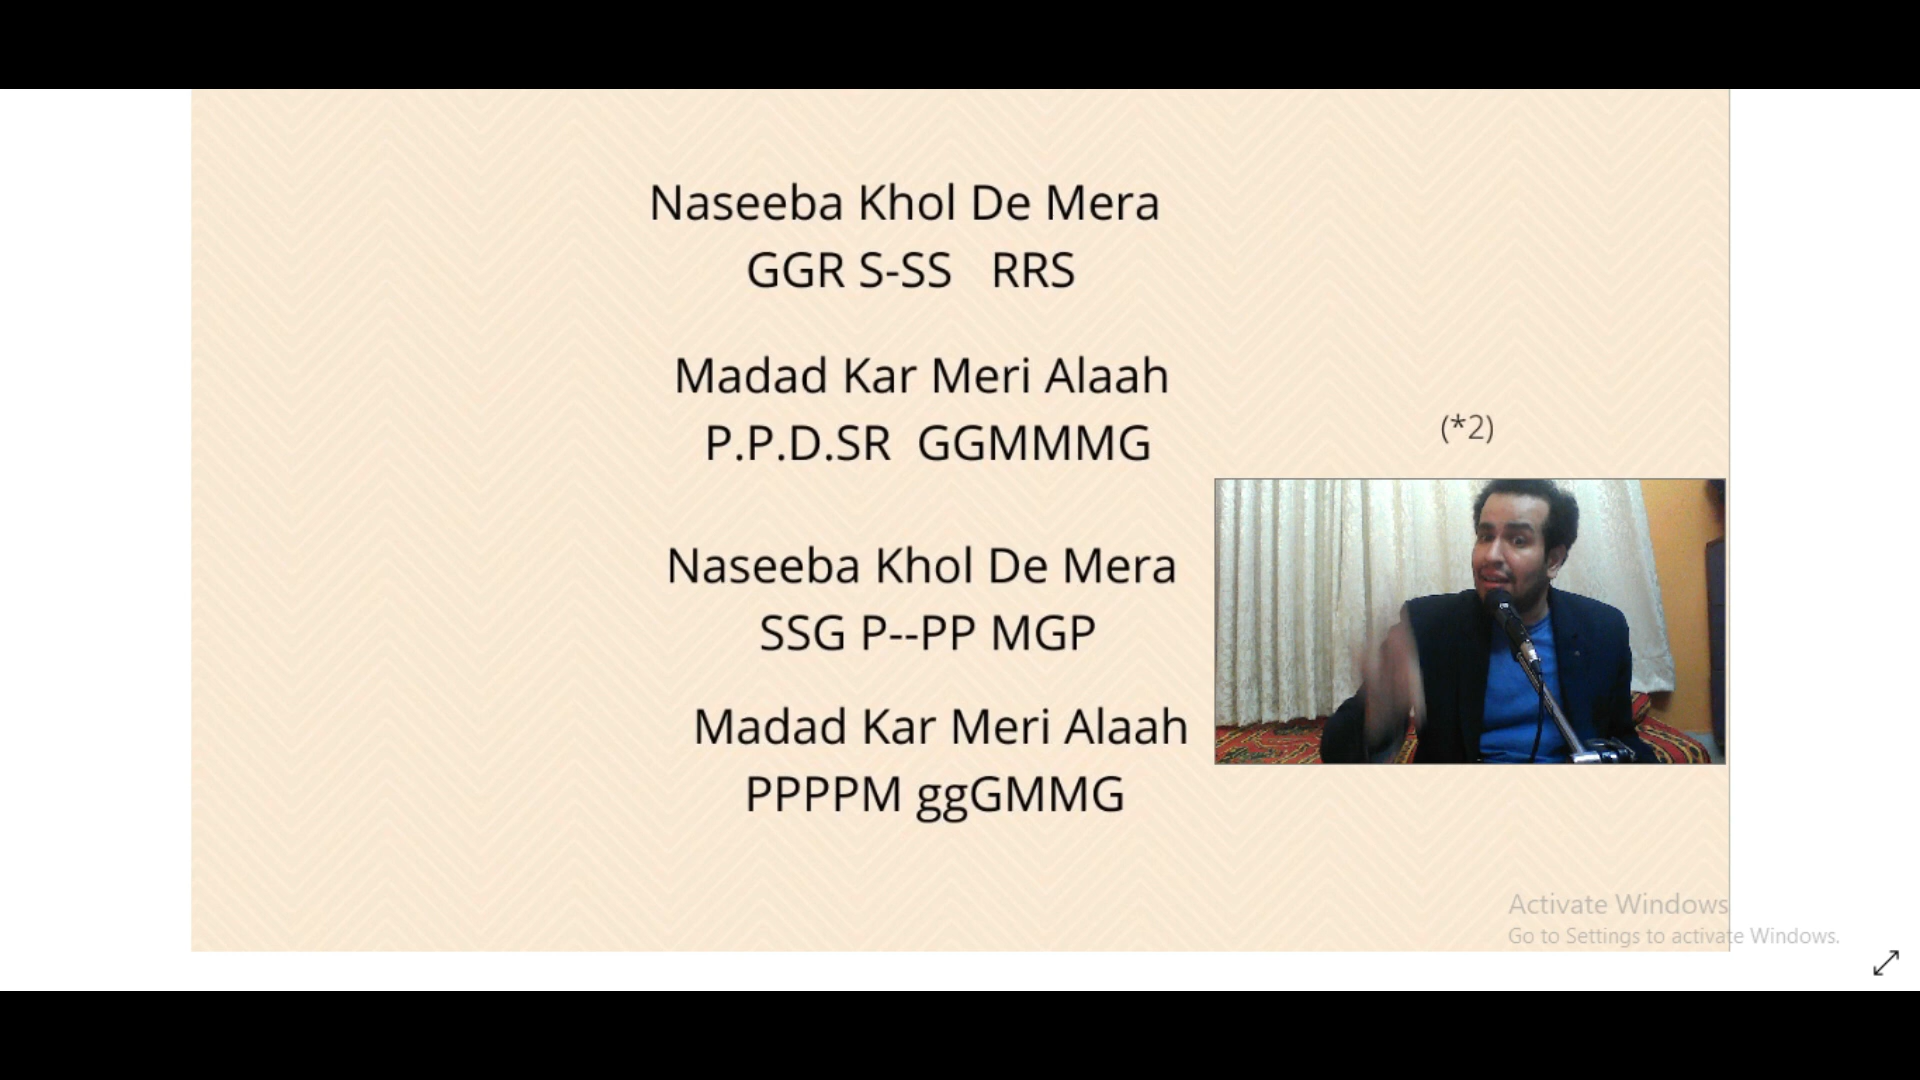 Naseeba Khol De Mera
GGR S-SS RRS
Madad Kar Meri Alaah
P.P.D.SR GGMMMG
(*2)
Naseeba Khol De Mera
SSG P--PP MGP
Madad Kar Meri Alaah
PPPPM ggGMMG
Activate Windows
Go to Settings to activate Windows.